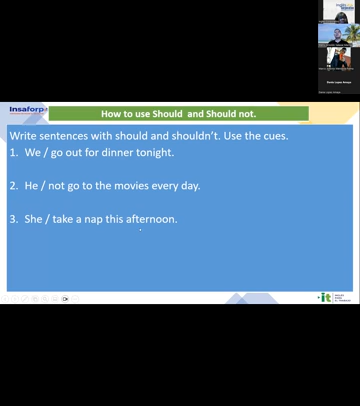 Insaforp
How to use Should and Should not.
Write sentences with should and shouldn't. Use the cues.
1. We / go out for dinner tonight.
2. He / not go to the movies every day.
3. She / take a nap this afternoon.
it